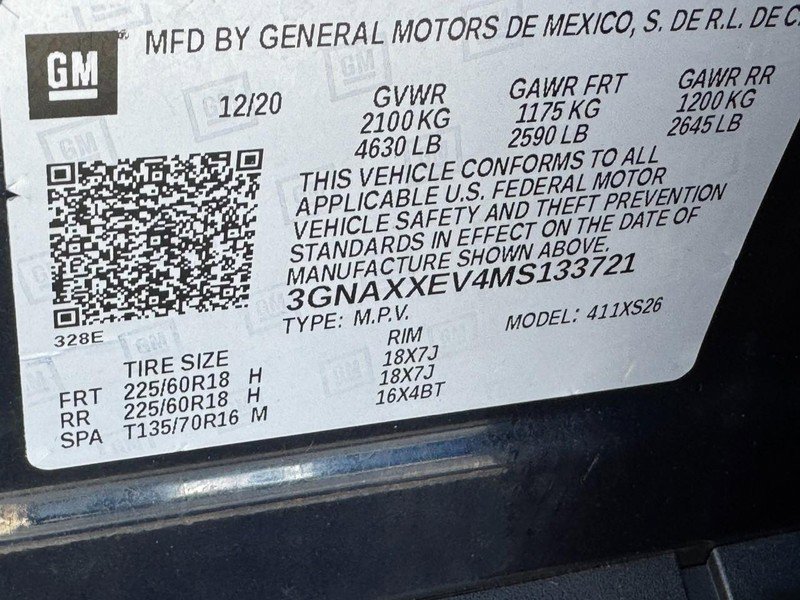 GM MFD BY GENERAL MOTORS DE MEXICO, S. DE R.L. DE C.
12/20 GVWR GAWR FRT GAWR RR
2100 KG 1175 KG 1200 KG
4630 LB 2590 LB 2645 LB
THIS VEHICLE CONFORMS TO ALL
APPLICABLE U.S. FEDERAL MOTOR
VEHICLE SAFETY AND THEFT PREVENTION
STANDARDS IN EFFECT ON THE DATE OF
MANUFACTURE SHOWN ABOVE.
3GNAXXEV4MS133721
TYPE: M.P.V. MODEL: 411XS26
328E
TIRE SIZE RIM
FRT 225/60R18 H 18X7J
RR 225/60R18 H 18X7J
SPA T135/70R16 M 16X4BT